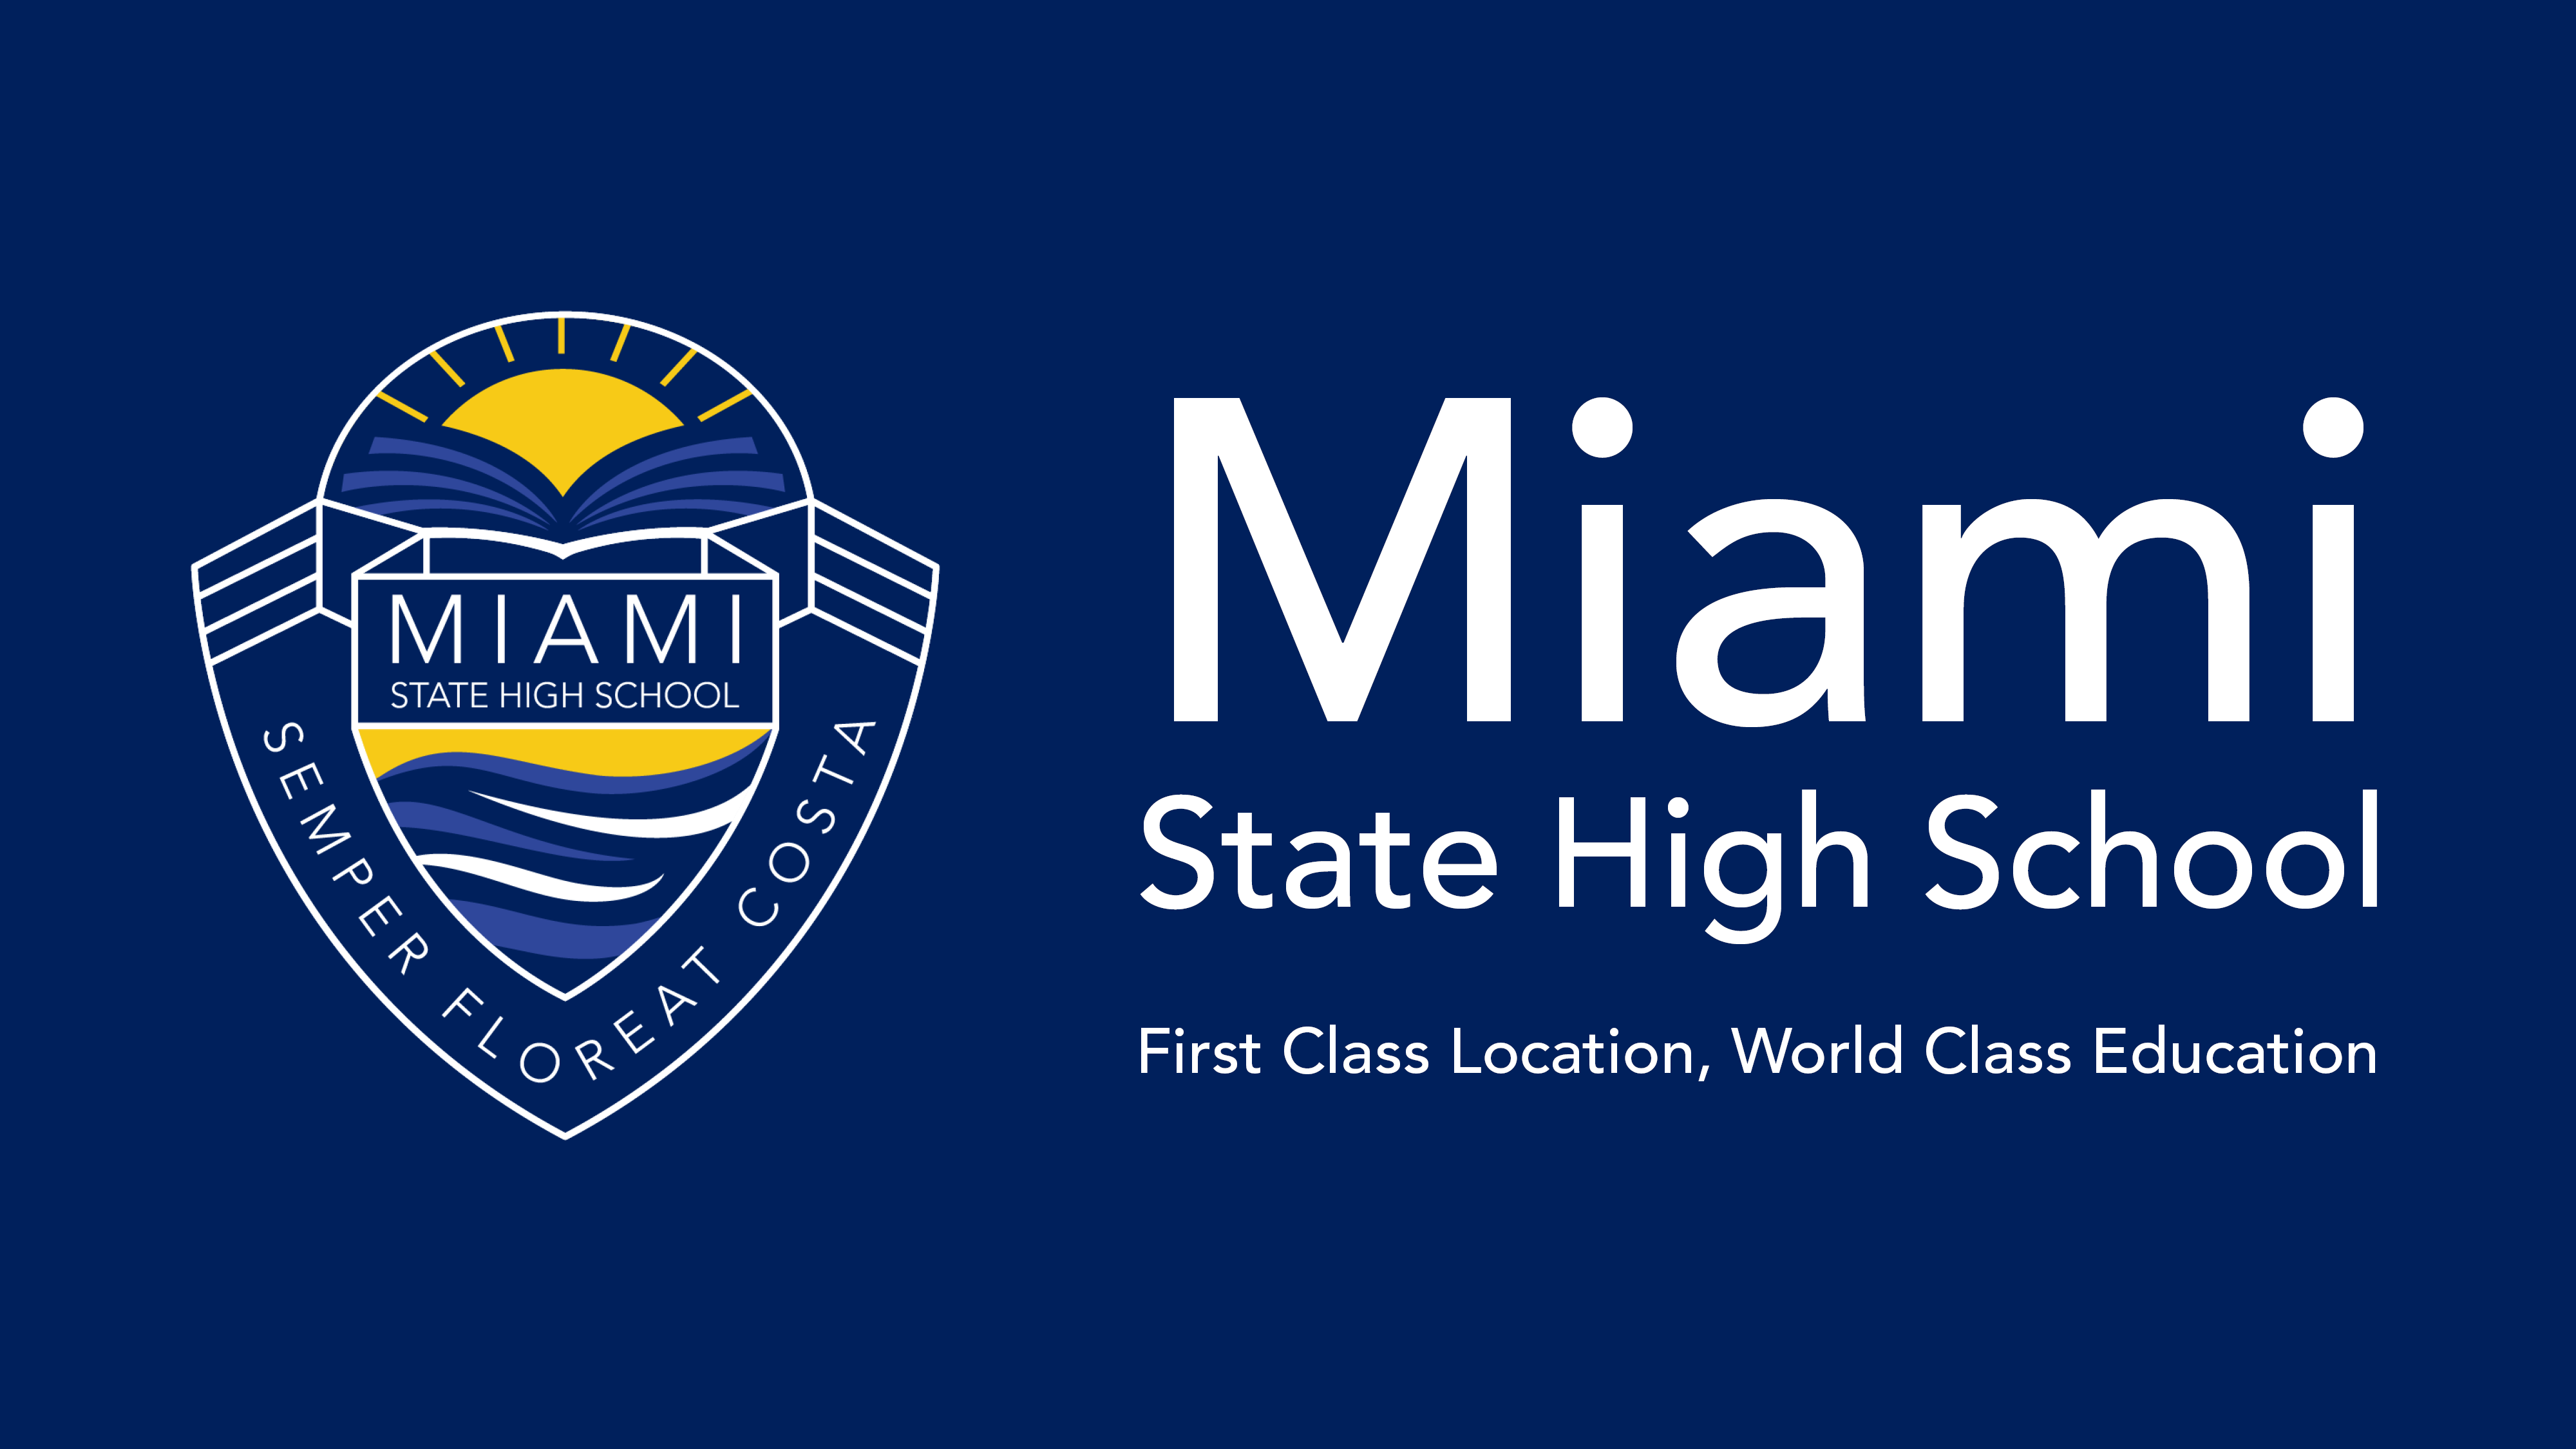 MIAMI
STATE HIGH SCHOOL
SEMPER FLOREAT COSTA
Miami
State High School
First Class Location, World Class Education